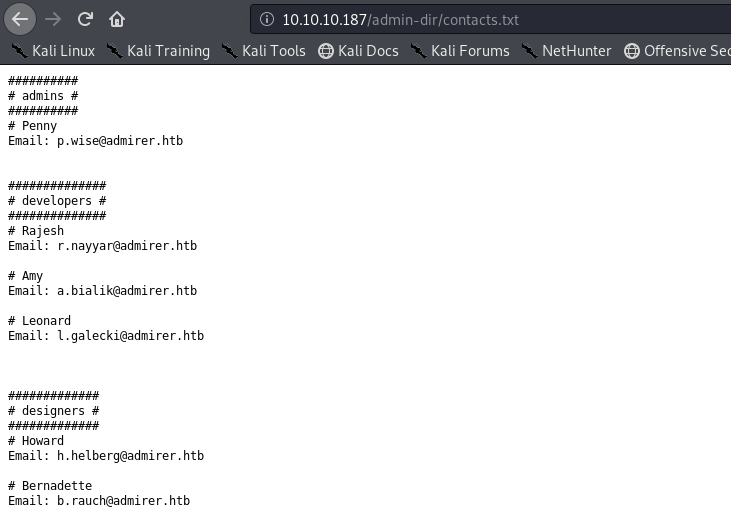 10.10.10.187/admin-dir/contacts.txt
Kali Linux Kali Training Kali Tools Kali Docs Kali Forums NetHunter Offensive Sec
##########
# admins #
##########
# Penny
Email: p.wise@admirer.htb
##############
# developers #
##############
# Rajesh
Email: r.nayyar@admirer.htb
# Amy
Email: a.bialik@admirer.htb
# Leonard
Email: l.galecki@admirer.htb
#############
# designers #
#############
# Howard
Email: h.helberg@admirer.htb
# Bernadette
Email: b.rauch@admirer.htb